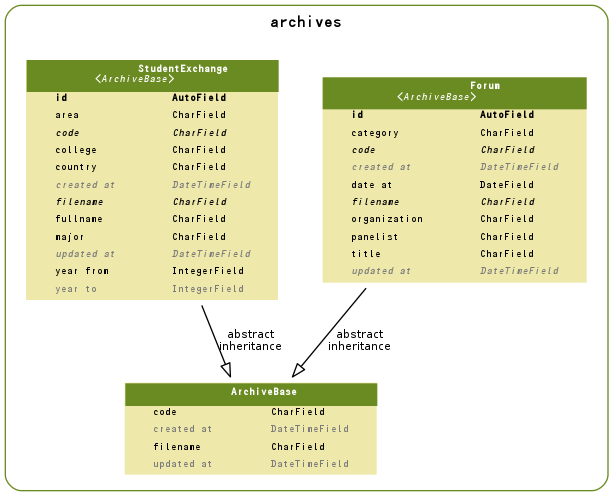 archives
StudentExchange
<ArchiveBase>
id AutoField
area CharField
code CharField
college CharField
country CharField
created at DateTimeField
filename CharField
fullname CharField
major CharField
updated at DateTimeField
year from IntegerField
year to IntegerField
Forum
<ArchiveBase>
id AutoField
category CharField
code CharField
created at DateTimeField
date at DateField
filename CharField
organization CharField
panelist CharField
title CharField
updated at DateTimeField
abstract
inheritance
abstract
inheritance
ArchiveBase
code CharField
created at DateTimeField
filename CharField
updated at DateTimeField